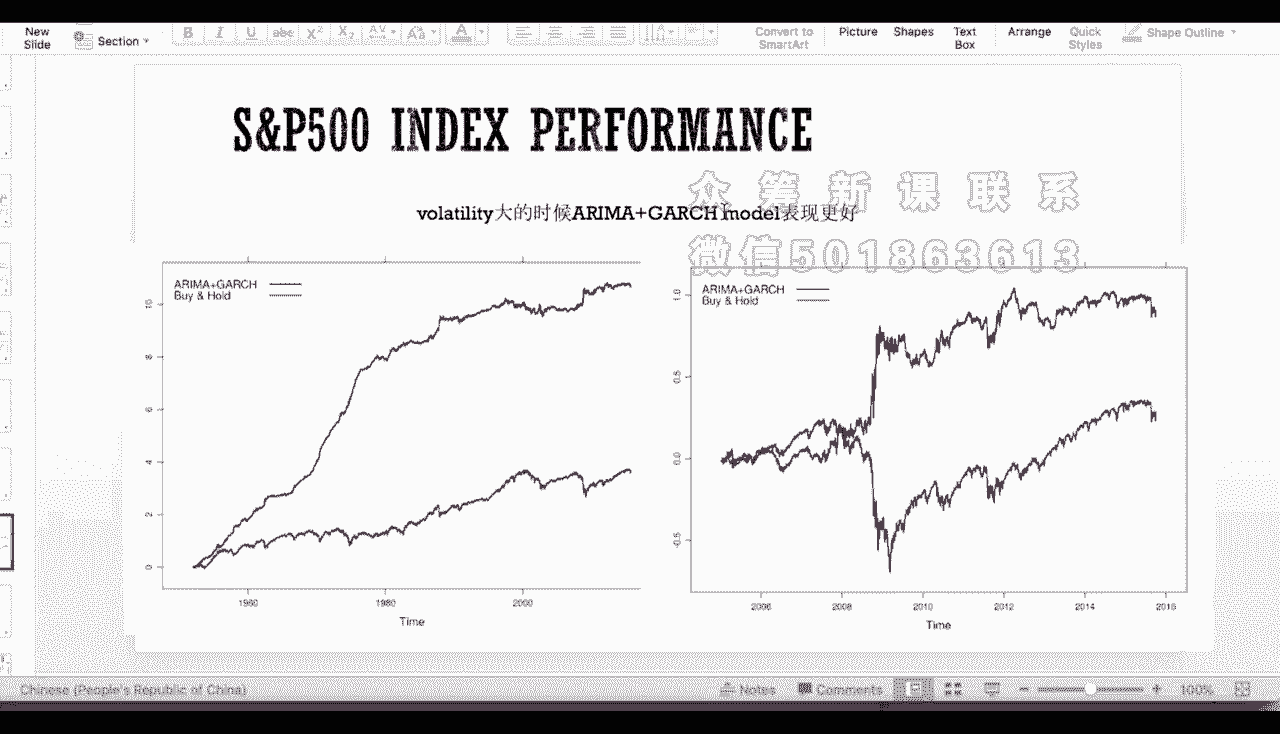 New
Slide
Section
B I U abc X² X₂ AV Aa A
Convert to
SmartArt
Picture
Shapes
Text
Box
Arrange
Quick
Styles
Shape Outline
S&P500 INDEX PERFORMANCE
众筹新课联系
volatility大的时候ARIMA+GARCH model表现更好
微信501863613
ARIMA+GARCH
Buy & Hold
10
8
6
4
2
0
1960 1980 2000
Time
ARIMA+GARCH
Buy & Hold
1.0
0.5
0.0
-0.5
2006 2008 2010 2012 2014 2016
Time
Chinese (People's Republic of China)
Notes
Comments
100%